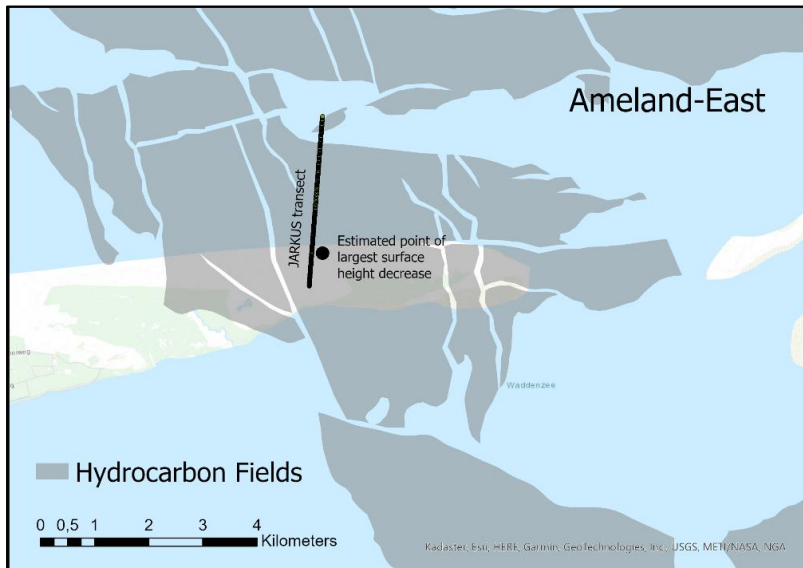 Ameland-East
JARKUS transect
Estimated point of
largest surface
height decrease
Waddenzee
Hydrocarbon Fields
0 0,5 1 2 3 4
Kilometers
Kadaster, Esri, HERE, Garmin, GeoTechnologies, Inc., USGS, METI/NASA, NGA